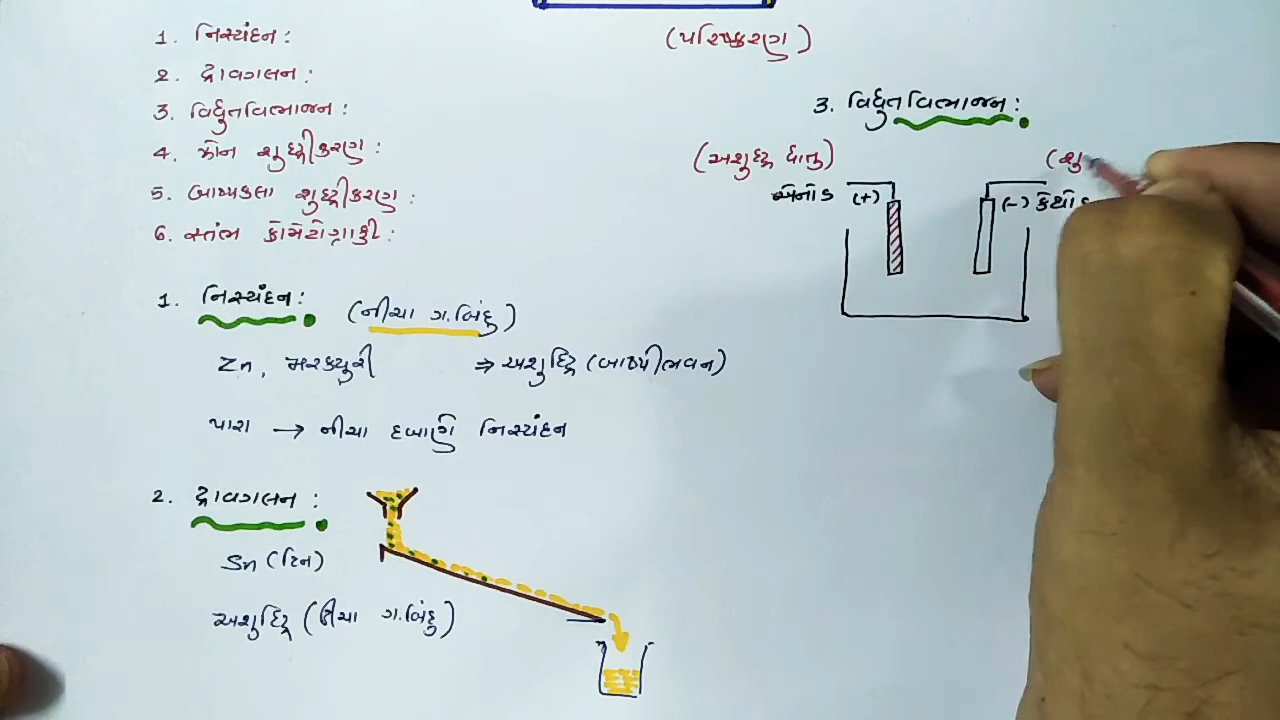 1. નિસ્યંદન :
2. દ્રાવગલન :
3. વિદ્યુતવિભાજન :
4. ઝોન શુદ્ધીકરણ :
5. બાષ્પકલા શુદ્ધીકરણ :
6. સ્તંભ ક્રોમેટોગ્રાફી :
1. નિસ્યંદન : (નીચા ગ.બિંદુ)
Zn, મરક્યુરી ⇒ અશુદ્ધિ (બાષ્પીભવન)
પારા → નીચા દબાણે નિસ્યંદન
2. દ્રાવગલન :
Sn (ટિન)
અશુદ્ધિ (ઊંચા ગ.બિંદુ)
(પરિષ્કરણ)
3. વિદ્યુતવિભાજન :
(અશુદ્ધ ધાતુ) (શુ
એનોડ (+) (-) કેથોડ